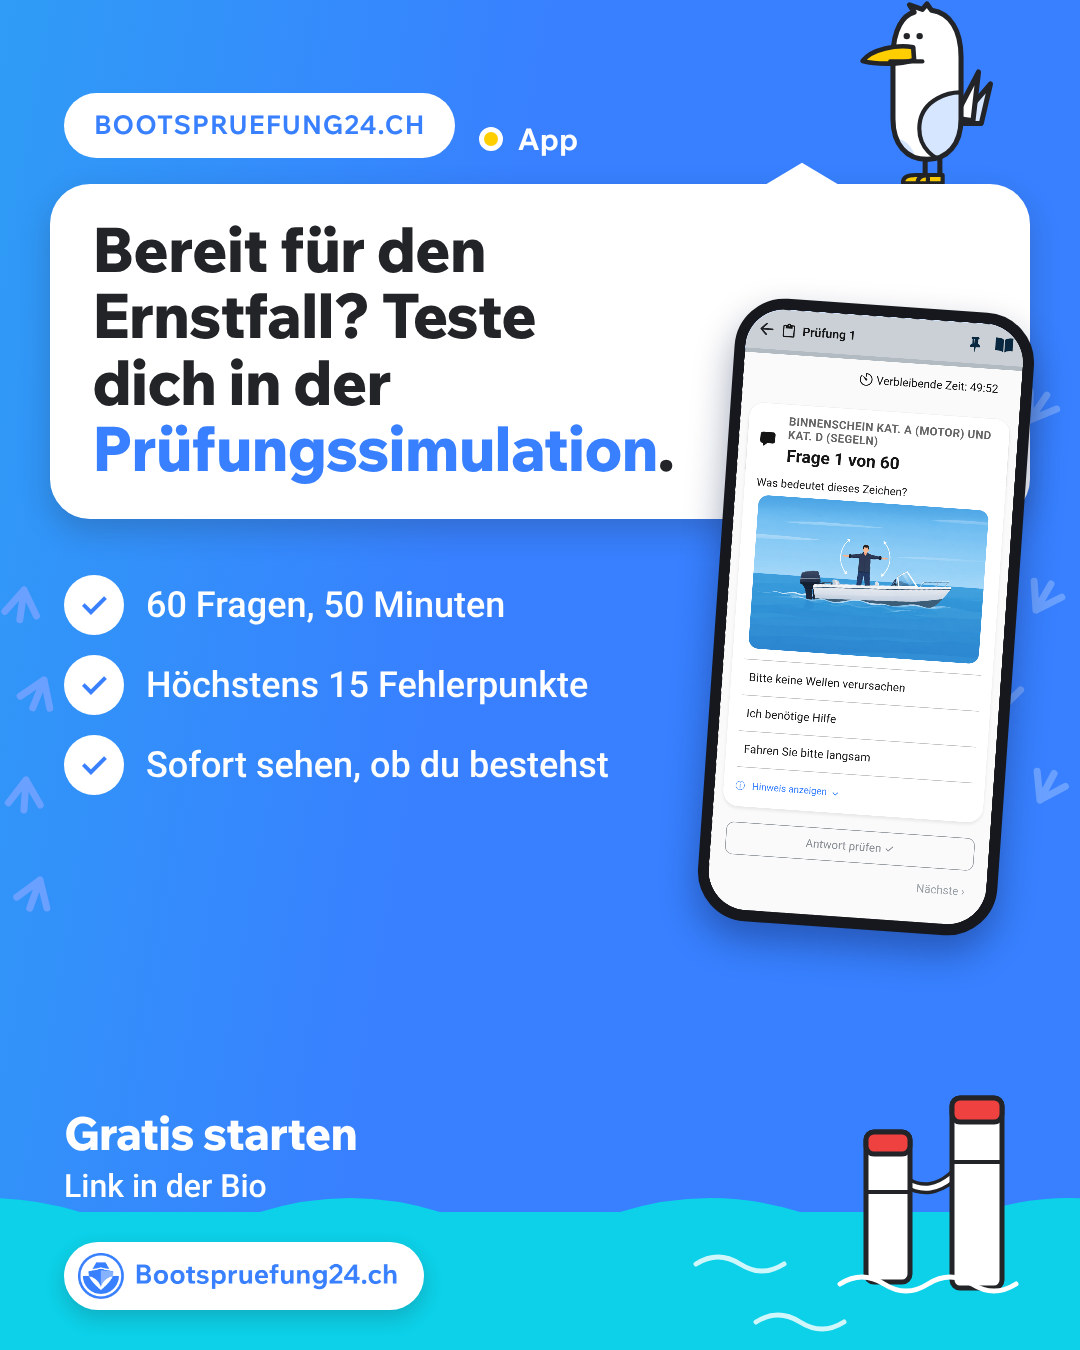 BOOTSPRUEFUNG24.CH
App
Bereit für den
Ernstfall? Teste
dich in der
Prüfungssimulation.
Prüfung 1
Verbleibende Zeit: 49:52
BINNENSCHEIN KAT. A (MOTOR) UND
KAT. D (SEGELN)
Frage 1 von 60
Was bedeutet dieses Zeichen?
Bitte keine Wellen verursachen
Ich benötige Hilfe
Fahren Sie bitte langsam
Hinweis anzeigen
Antwort prüfen
Nächste
60 Fragen, 50 Minuten
Höchstens 15 Fehlerpunkte
Sofort sehen, ob du bestehst
Gratis starten
Link in der Bio
Bootspruefung24.ch